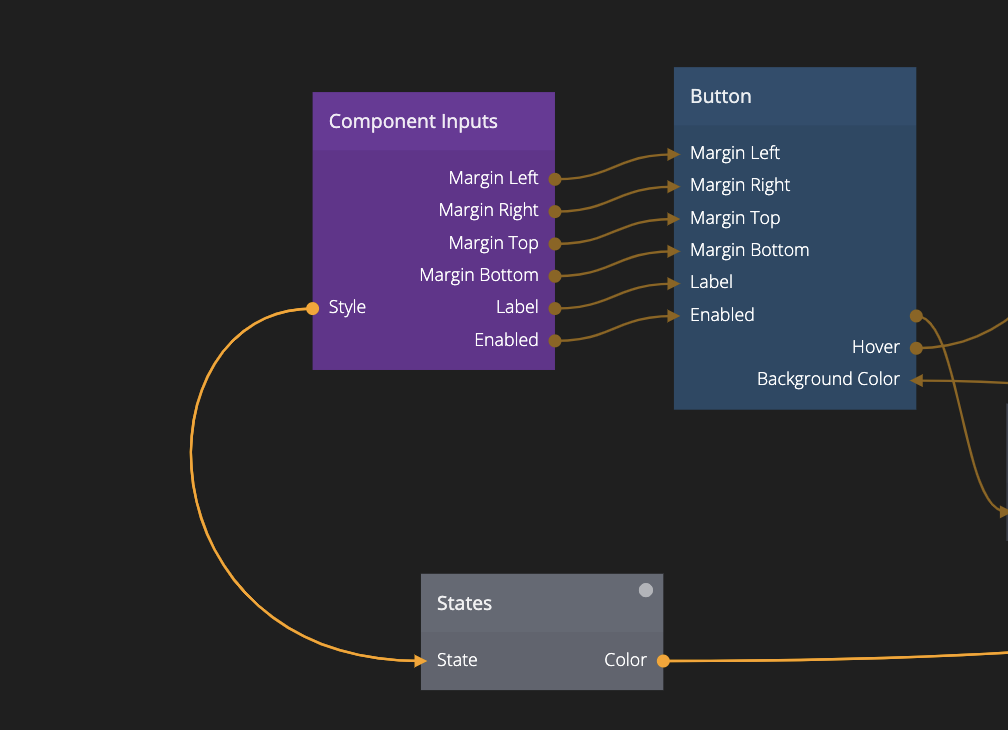 Component Inputs
Margin Left
Margin Right
Margin Top
Margin Bottom
Style Label
Enabled
Button
Margin Left
Margin Right
Margin Top
Margin Bottom
Label
Enabled
Hover
Background Color
States
State Color